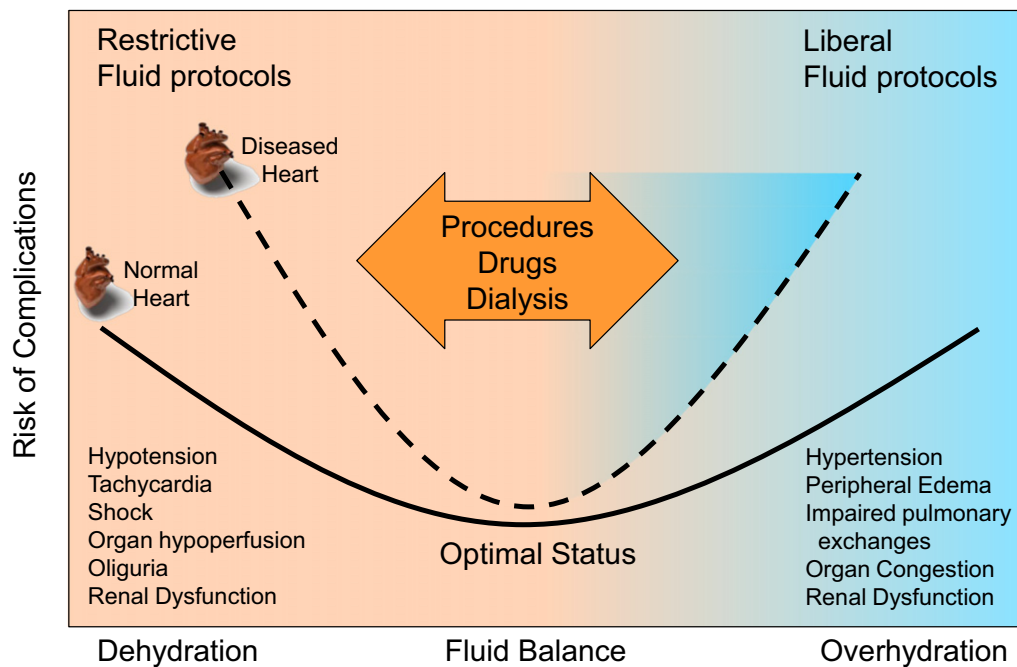 Restrictive
Fluid protocols
Liberal
Fluid protocols
Diseased
Heart
Normal
Heart
Procedures
Drugs
Dialysis
Risk of Complications
Hypotension
Tachycardia
Shock
Organ hypoperfusion
Oliguria
Renal Dysfunction
Optimal Status
Hypertension
Peripheral Edema
Impaired pulmonary
exchanges
Organ Congestion
Renal Dysfunction
Dehydration
Fluid Balance
Overhydration